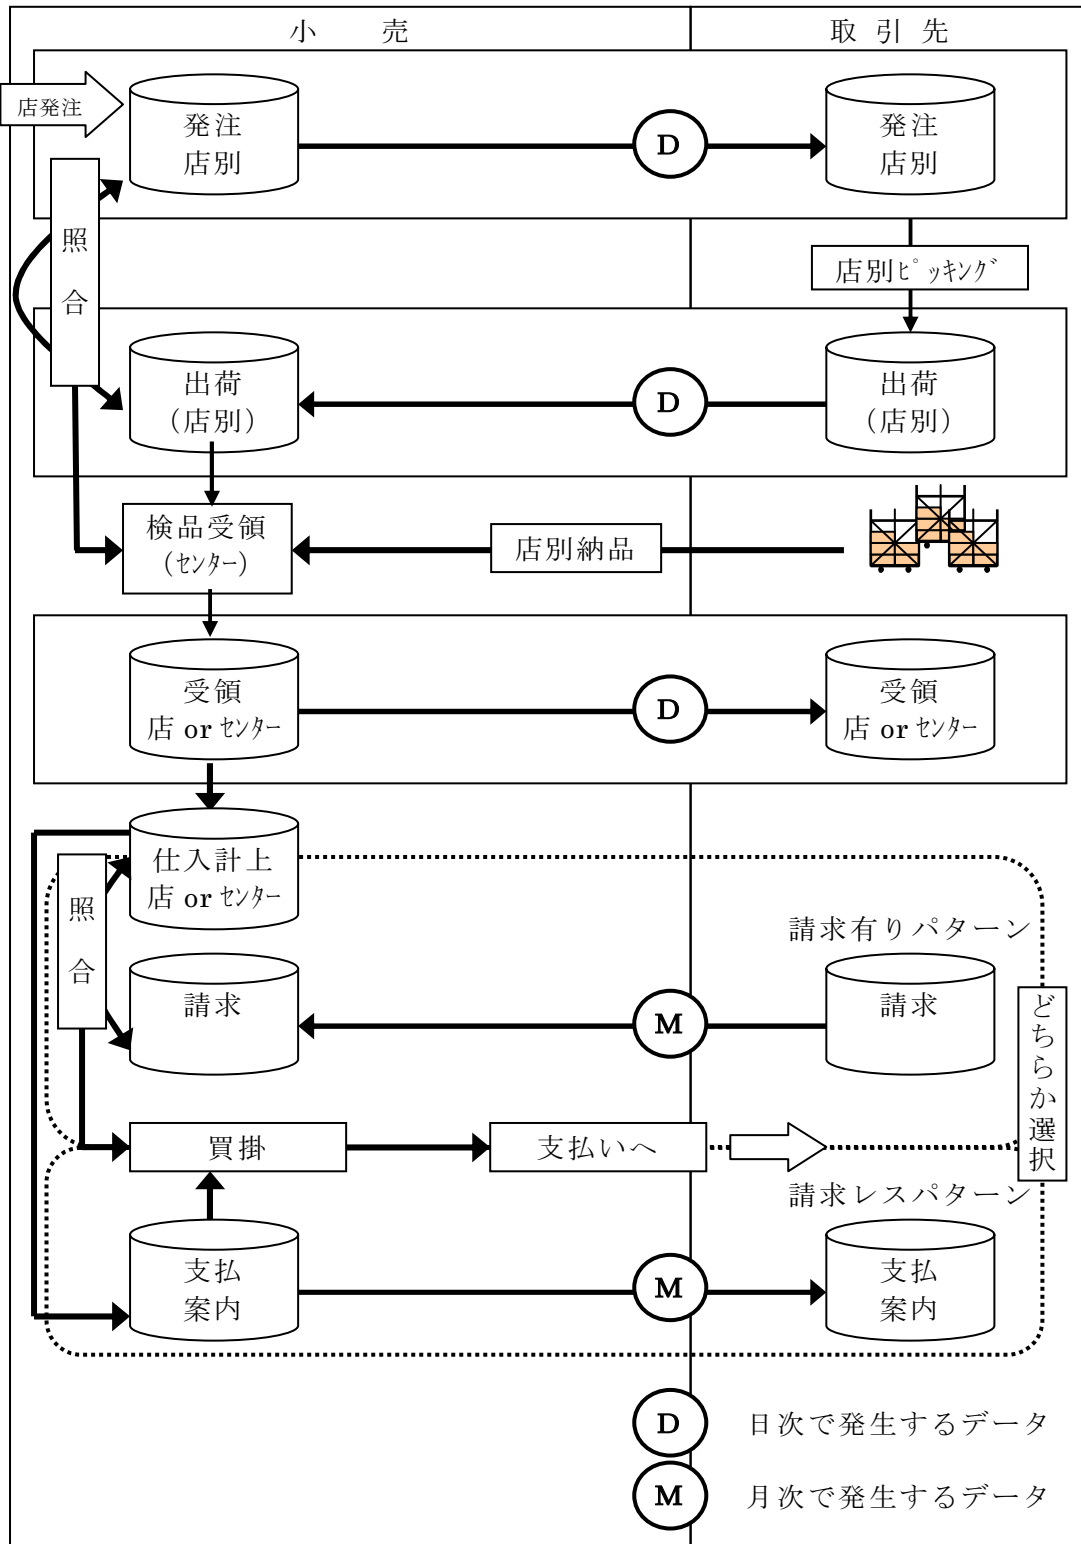 小 売
取引先
店発注
発注
店別
D
発注
店別
照
合
店別ﾋﾟｯｷﾝｸﾞ
出荷
（店別）
D
出荷
（店別）
検品受領
（ｾﾝﾀｰ）
店別納品
受領
店 or ｾﾝﾀｰ
D
受領
店 or ｾﾝﾀｰ
仕入計上
店 or ｾﾝﾀｰ
照
合
請求有りパターン
請求
M
請求
どちらか選択
買掛
支払いへ
請求レスパターン
支払
案内
M
支払
案内
D
日次で発生するデータ
M
月次で発生するデータ